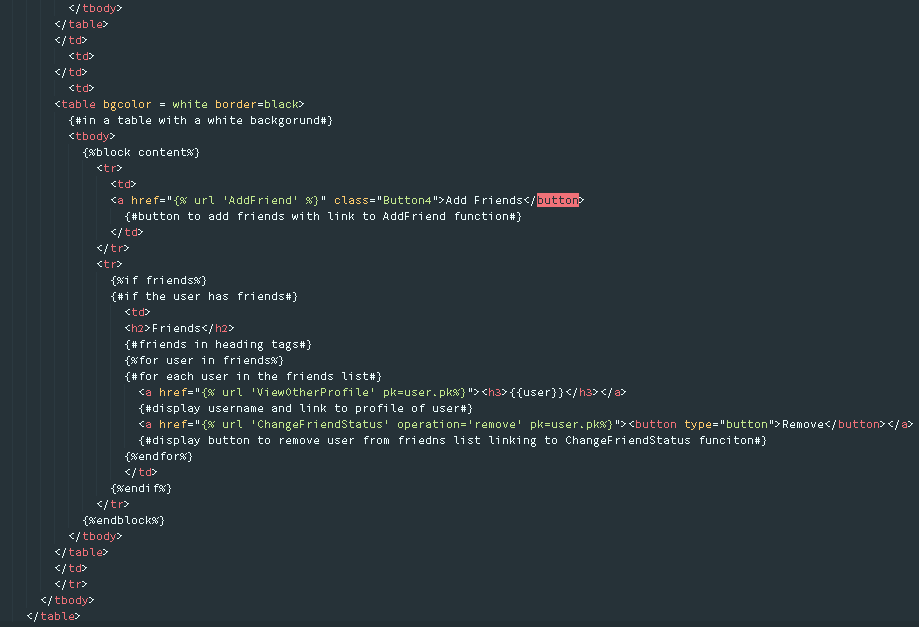 </tbody>
</table>
</td>
<td>
</td>
<td>
<table bgcolor = white border=black>
{#in a table with a white backgorund#}
<tbody>
{%block content%}
<tr>
<td>
<a href="{% url 'AddFriend' %}" class="Button4">Add Friends</button>
{#button to add friends with link to AddFriend function#}
</td>
</tr>
<tr>
{%if friends%}
{#if the user has friends#}
<td>
<h2>Friends</h2>
{#friends in heading tags#}
{%for user in friends%}
{#for each user in the friends list#}
<a href="{% url 'ViewOtherProfile' pk=user.pk%}"><h3>{{user}}</h3></a>
{#display username and link to profile of user#}
<a href="{% url 'ChangeFriendStatus' operation='remove' pk=user.pk%}"><button type="button">Remove</button></a>
{#display button to remove user from friedns list linking to ChangeFriendStatus funciton#}
{%endfor%}
</td>
{%endif%}
</tr>
{%endblock%}
</tbody>
</table>
</td>
</tr>
</tbody>
</table>